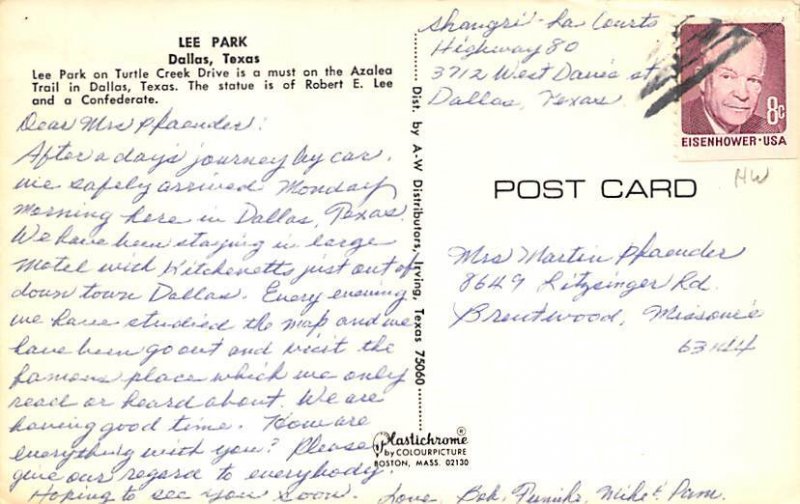 LEE PARK
Dallas, Texas
Lee Park on Turtle Creek Drive is a must on the Azalea
Trail in Dallas, Texas. The statue is of Robert E. Lee
and a Confederate.
Dear Mrs Pfaender:
After a day's journey by car.
we safely arrived Monday
morning here in Dallas, Texas.
We have been staying in large
Motel with Kitchenetts just out of
down town Dallas. Every evening
we have studied the map and we
have been go out and visit the
famous place which we only
read or heard about. We are
having good time. How are
everything with you? Please
give our regard to everybody.
Hoping to see you soon. Love, Bob,
Mike & Pam.
Dist. by A-W Distributors, Irving, Texas 75060
Plastichrome®
by COLOURPICTURE
BOSTON, MASS. 02130
Shangri-La Courts
Highway 80
3712 West Davis st
Dallas, Texas
8c
EISENHOWER·USA
HW
POST CARD
Mrs Martin Pfaender
8649 Litzsinger Rd.
Brentwood, Missourie
63144